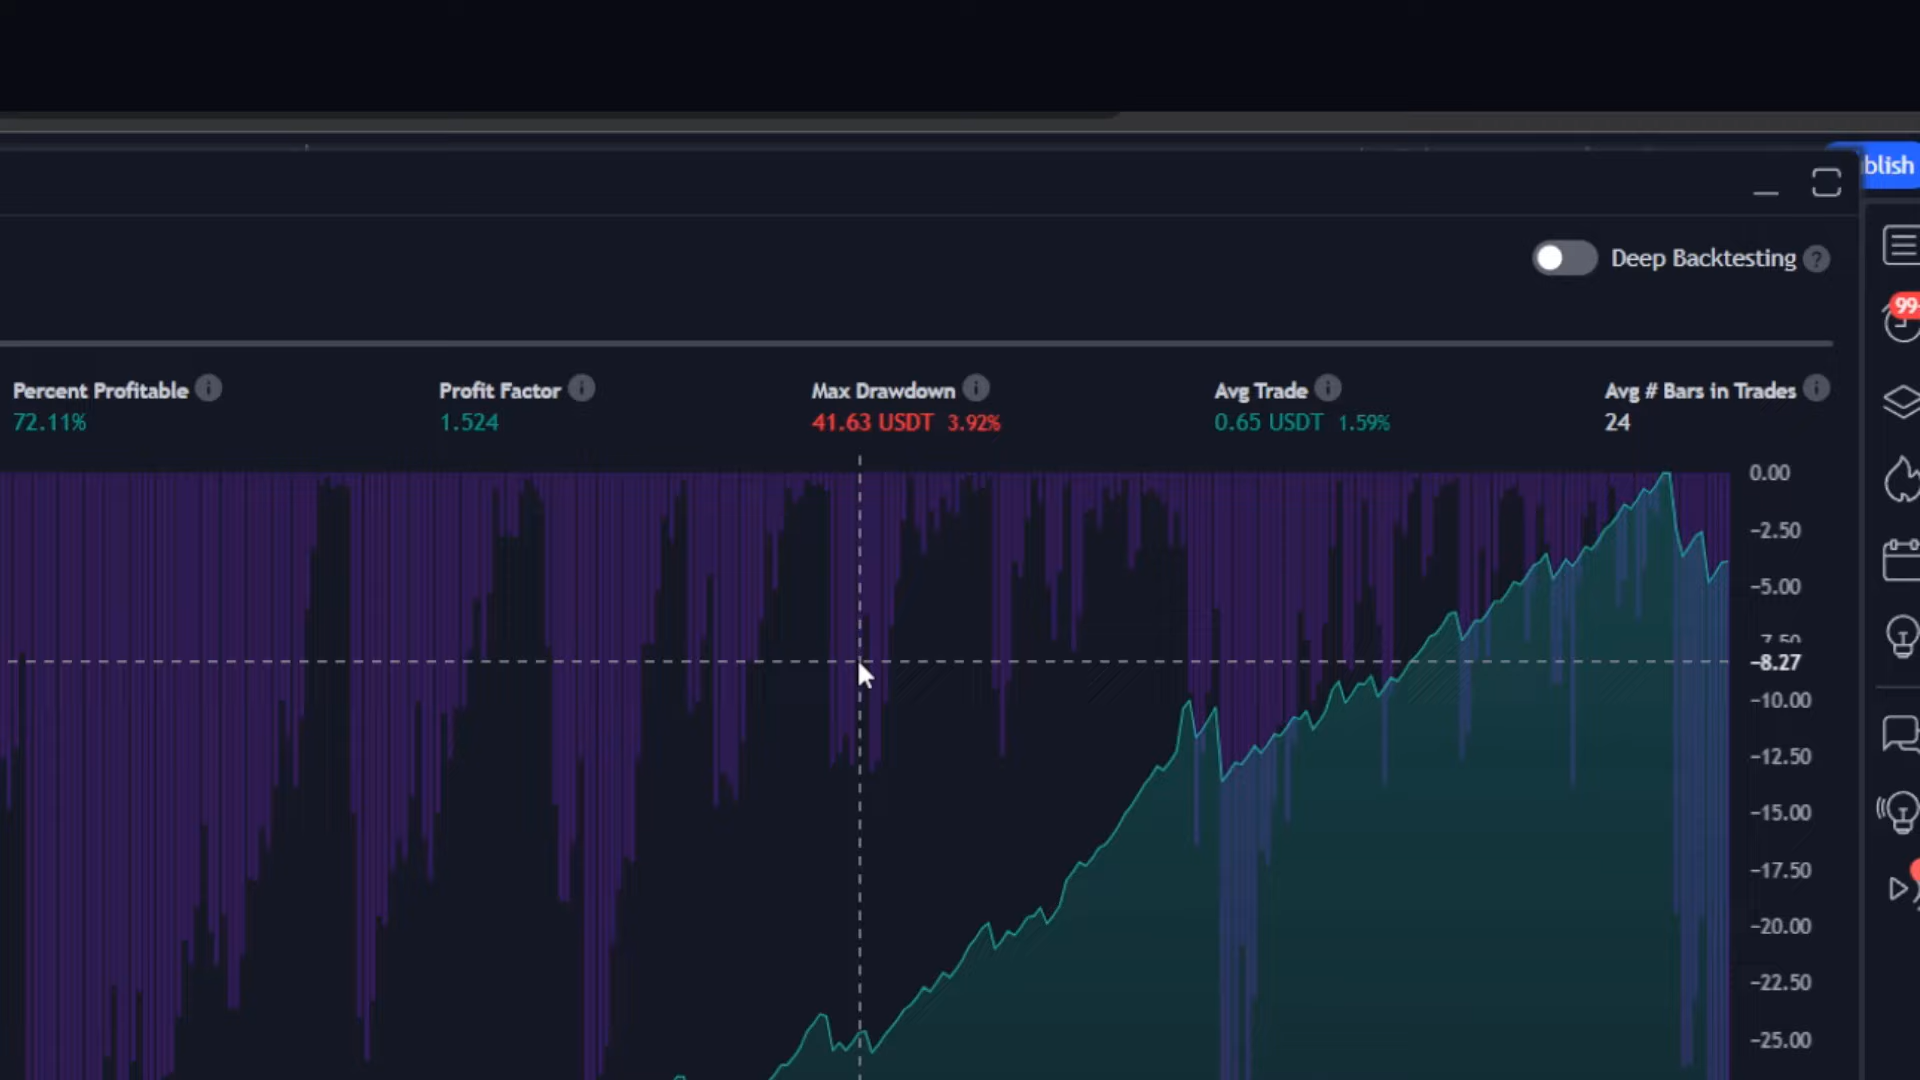 blish
Deep Backtesting ?
99
Percent Profitable
Profit Factor
Max Drawdown
Avg Trade
Avg # Bars in Trades
72.11%
1.524
41.63 USDT 3.92%
0.65 USDT 1.59%
24
0.00
−2.50
−5.00
−7.50
−8.27
−10.00
−12.50
−15.00
−17.50
−20.00
−22.50
−25.00